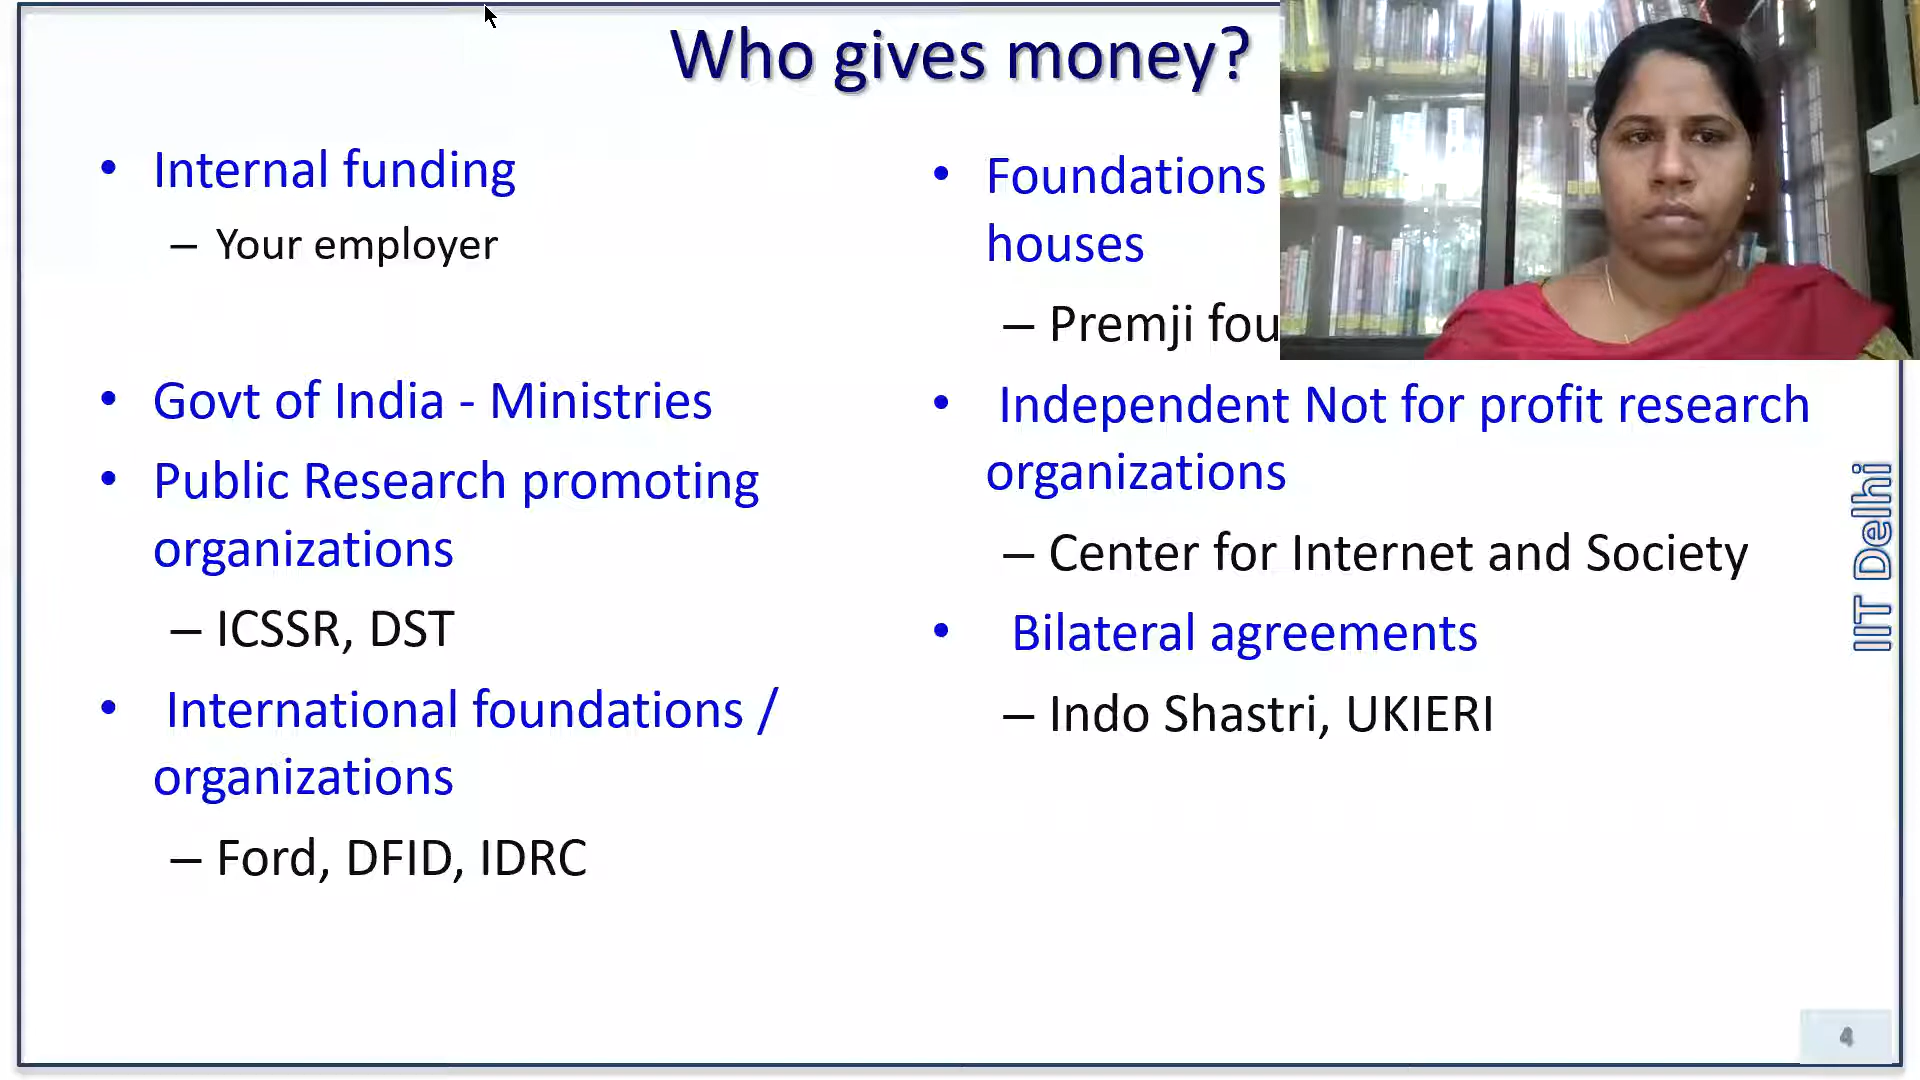 Who gives money?
• Internal funding
– Your employer
• Govt of India - Ministries
• Public Research promoting
organizations
– ICSSR, DST
• International foundations /
organizations
– Ford, DFID, IDRC
• Foundations
houses
– Premji fou
• Independent Not for profit research
organizations
– Center for Internet and Society
• Bilateral agreements
– Indo Shastri, UKIERI
IIT Delhi
4